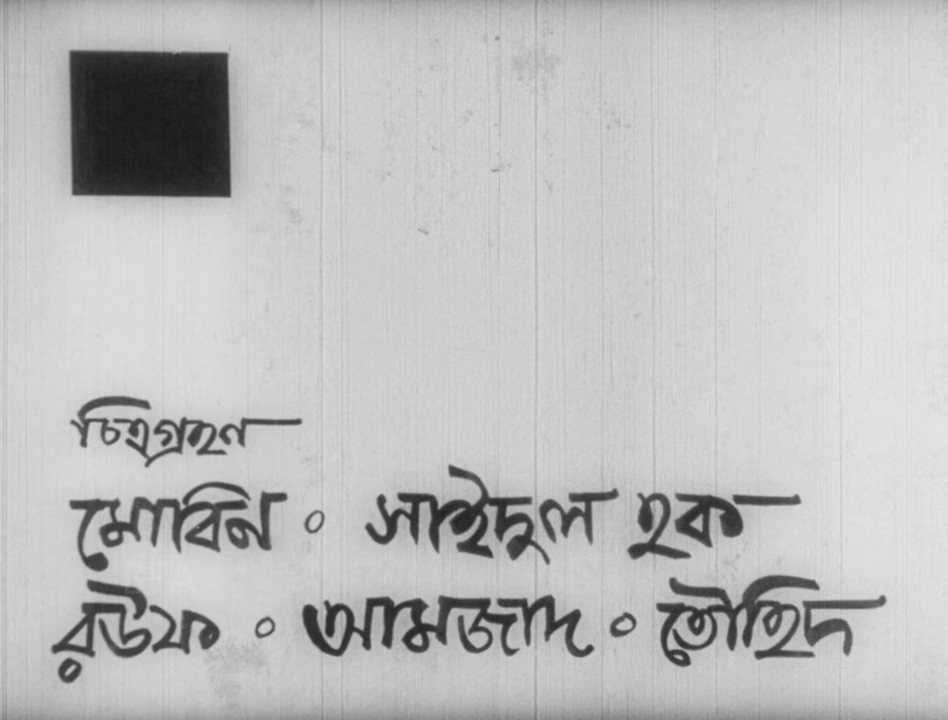 চিত্রগ্রহণ
মোবিন ॰ সাইদুল হক
রউফ ॰ আমজাদ ॰ তৌহিদ